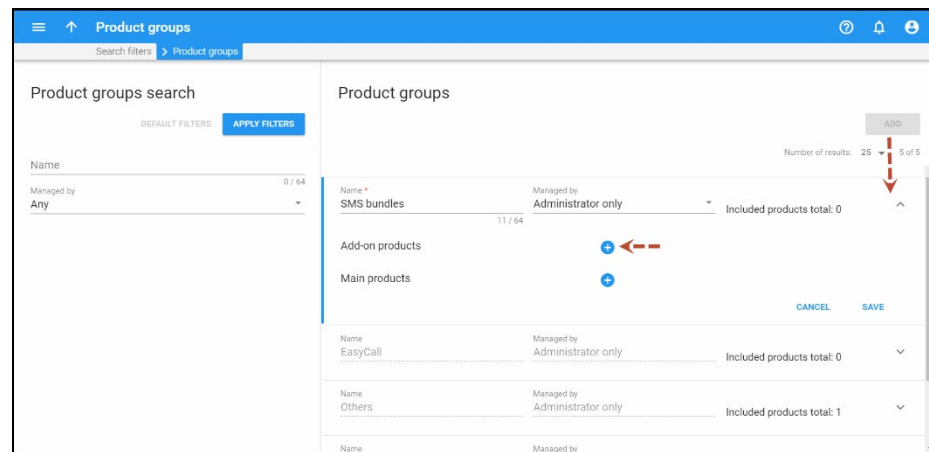 Product groups
Search filters > Product groups
Product groups search
DEFAULT FILTERS APPLY FILTERS
Name
0 / 64
Managed by
Any
Product groups
ADD
Number of results: 25 5 of 5
Name * Managed by
SMS bundles Administrator only Included products total: 0
11 / 64
Add-on products
Main products
CANCEL SAVE
Name Managed by
EasyCall Administrator only Included products total: 0
Name Managed by
Others Administrator only Included products total: 1
Name Managed by